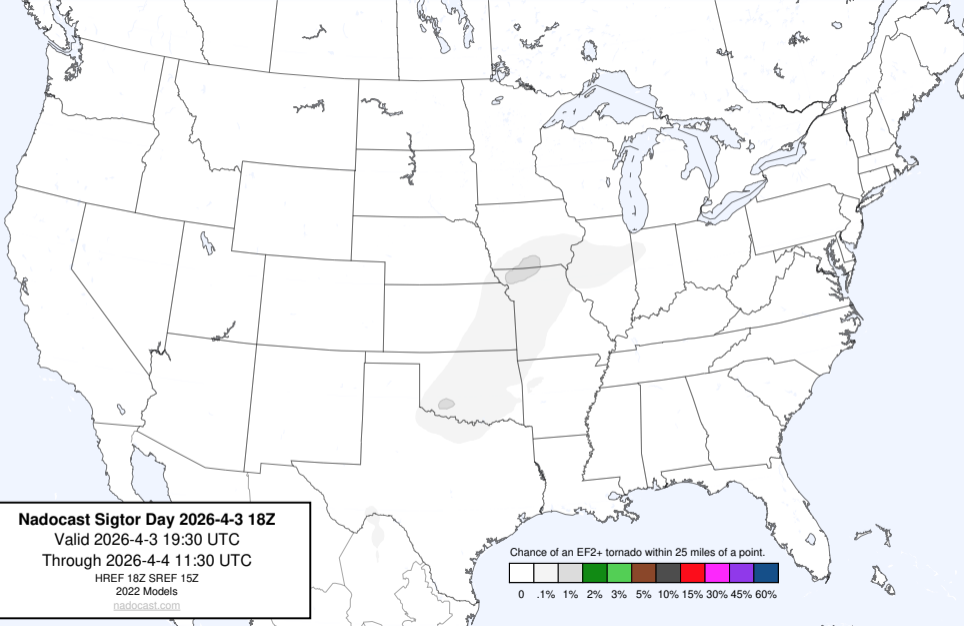 Nadocast Sigtor Day 2026-4-3 18Z
Valid 2026-4-3 19:30 UTC
Through 2026-4-4 11:30 UTC
HREF 18Z SREF 15Z
2022 Models
nadocast.com
Chance of an EF2+ tornado within 25 miles of a point.
0 .1% 1% 2% 3% 5% 10% 15% 30% 45% 60%